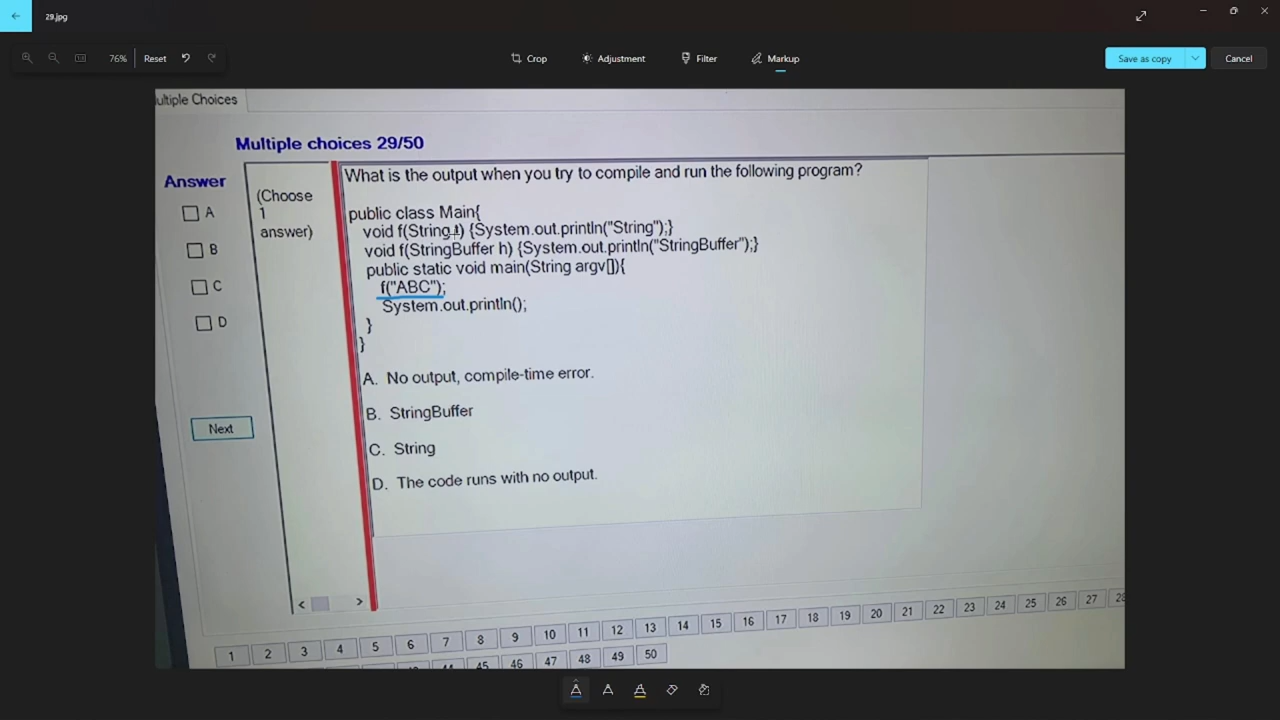 29.jpg
76%
Reset
Crop
Adjustment
Filter
Markup
Save as copy
Cancel
ultiple Choices
Multiple choices 29/50
Answer
A
B
C
D
(Choose
1
answer)
Next
What is the output when you try to compile and run the following program?
public class Main{
void f(String t) {System.out.println("String");}
void f(StringBuffer h) {System.out.println("StringBuffer");}
public static void main(String argv[]){
f("ABC");
System.out.println();
}
}
A. No output, compile-time error.
B. StringBuffer
C. String
D. The code runs with no output.
< >
1 2 3 4 5 6 7 8 9 10 11 12 13 14 15 16 17 18 19 20 21 22 23 24 25 26 27 28
44 45 46 47 48 49 50